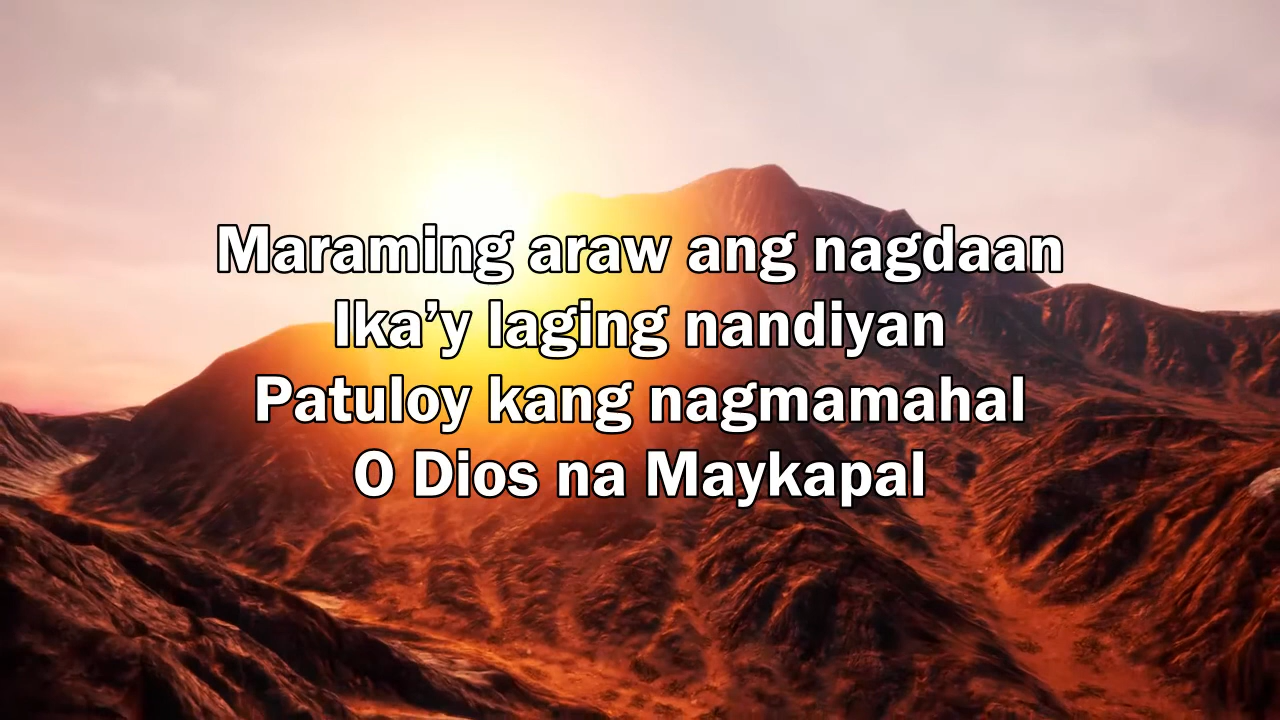 Maraming araw ang nagdaan
Ika’y laging nandiyan
Patuloy kang nagmamahal
O Dios na Maykapal